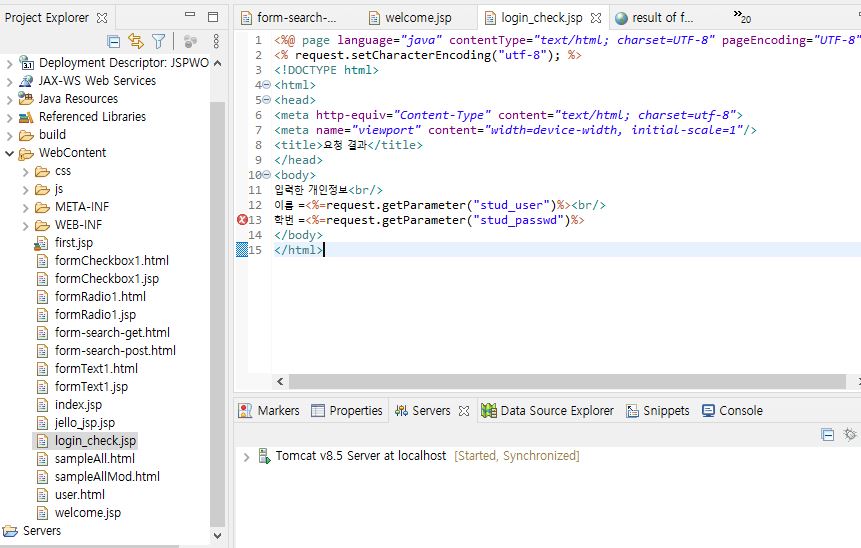 Project Explorer
Deployment Descriptor: JSPWO
JAX-WS Web Services
Java Resources
Referenced Libraries
build
WebContent
css
js
META-INF
WEB-INF
first.jsp
formCheckbox1.html
formCheckbox1.jsp
formRadio1.html
formRadio1.jsp
form-search-get.html
form-search-post.html
formText1.html
formText1.jsp
index.jsp
jello_jsp.jsp
login_check.jsp
sampleAll.html
sampleAllMod.html
user.html
welcome.jsp
Servers
form-search-... welcome.jsp login_check.jsp result of f... »20
1 <%@ page language="java" contentType="text/html; charset=UTF-8" pageEncoding="UTF-8"
2 <% request.setCharacterEncoding("utf-8"); %>
3 <!DOCTYPE html>
4 <html>
5 <head>
6 <meta http-equiv="Content-Type" content="text/html; charset=utf-8">
7 <meta name="viewport" content="width=device-width, initial-scale=1"/>
8 <title>요청 결과</title>
9 </head>
10 <body>
11 입력한 개인정보<br/>
12 이름 =<%=request.getParameter("stud_user")%><br/>
13 학번 =<%=request.getParameter("stud_passwd")%>
14 </body>
15 </html>
Markers Properties Servers Data Source Explorer Snippets Console
Tomcat v8.5 Server at localhost [Started, Synchronized]